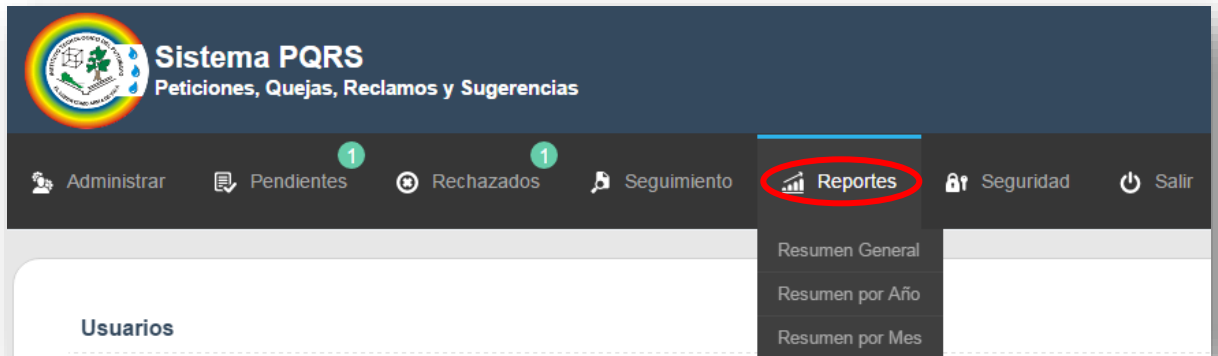 Sistema PQRS
Peticiones, Quejas, Reclamos y Sugerencias
1
1
Administrar
Pendientes
Rechazados
Seguimiento
Reportes
Seguridad
Salir
Resumen General
Resumen por Año
Resumen por Mes
Usuarios